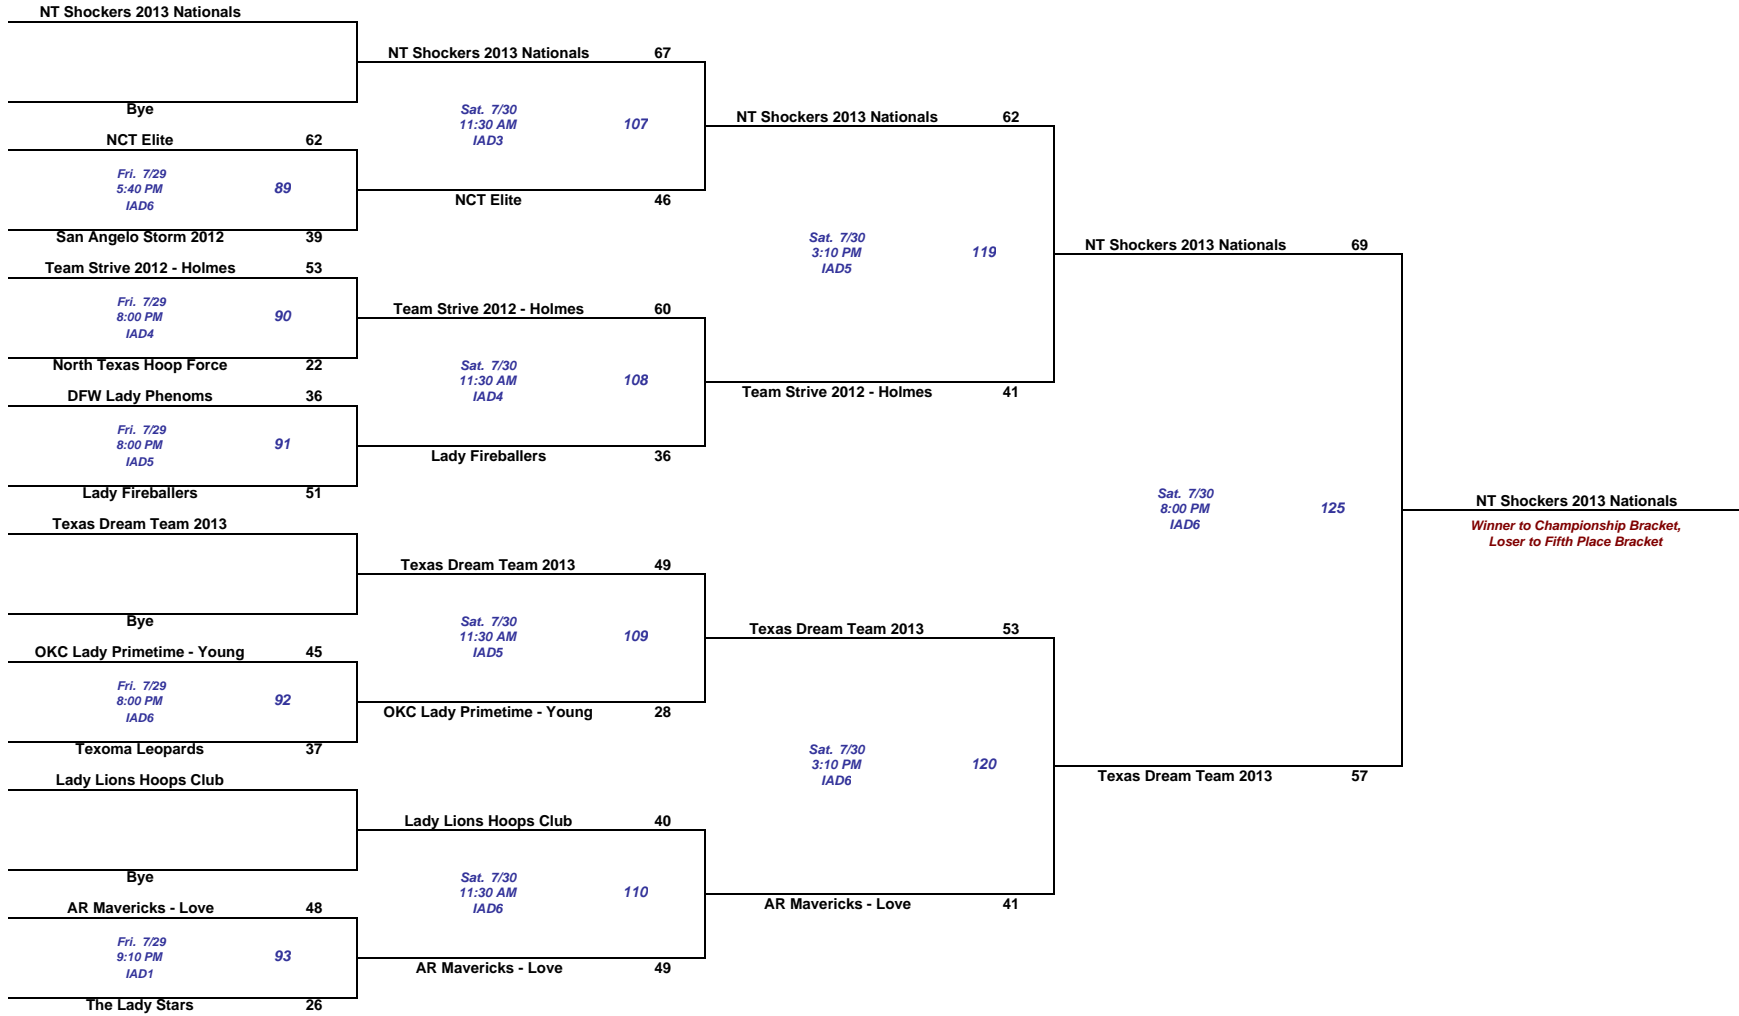 NT Shockers 2013 Nationals
Bye
NCT Elite 62
Fri. 7/29
5:40 PM 89
IAD6
San Angelo Storm 2012 39
Team Strive 2012 - Holmes 53
Fri. 7/29
8:00 PM 90
IAD4
North Texas Hoop Force 22
DFW Lady Phenoms 36
Fri. 7/29
8:00 PM 91
IAD5
Lady Fireballers 51
Texas Dream Team 2013
Bye
OKC Lady Primetime - Young 45
Fri. 7/29
8:00 PM 92
IAD6
Texoma Leopards 37
Lady Lions Hoops Club
Bye
AR Mavericks - Love 48
Fri. 7/29
9:10 PM 93
IAD1
The Lady Stars 26
NT Shockers 2013 Nationals 67
Sat. 7/30
11:30 AM 107
IAD3
NCT Elite 46
Team Strive 2012 - Holmes 60
Sat. 7/30
11:30 AM 108
IAD4
Lady Fireballers 36
Texas Dream Team 2013 49
Sat. 7/30
11:30 AM 109
IAD5
OKC Lady Primetime - Young 28
Lady Lions Hoops Club 40
Sat. 7/30
11:30 AM 110
IAD6
AR Mavericks - Love 49
NT Shockers 2013 Nationals 62
Sat. 7/30
3:10 PM 119
IAD5
Team Strive 2012 - Holmes 41
Texas Dream Team 2013 53
Sat. 7/30
3:10 PM 120
IAD6
AR Mavericks - Love 41
NT Shockers 2013 Nationals 69
Sat. 7/30
8:00 PM 125
IAD6
Texas Dream Team 2013 57
NT Shockers 2013 Nationals
Winner to Championship Bracket,
Loser to Fifth Place Bracket